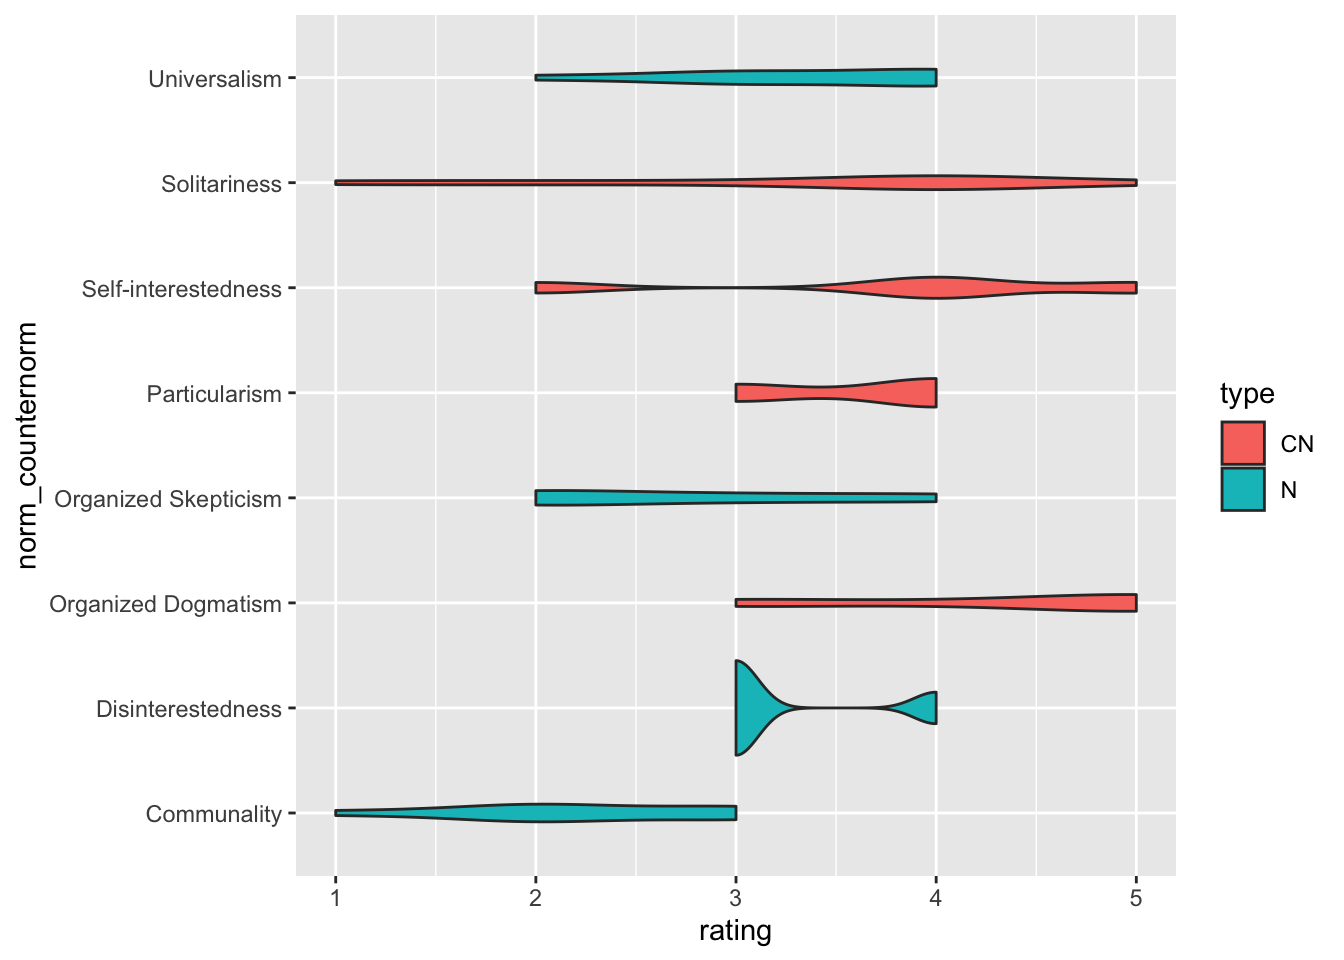 norm_counternorm
Universalism
Solitariness
Self-interestedness
Particularism
Organized Skepticism
Organized Dogmatism
Disinterestedness
Communality
1 2 3 4 5
rating
type
CN
N